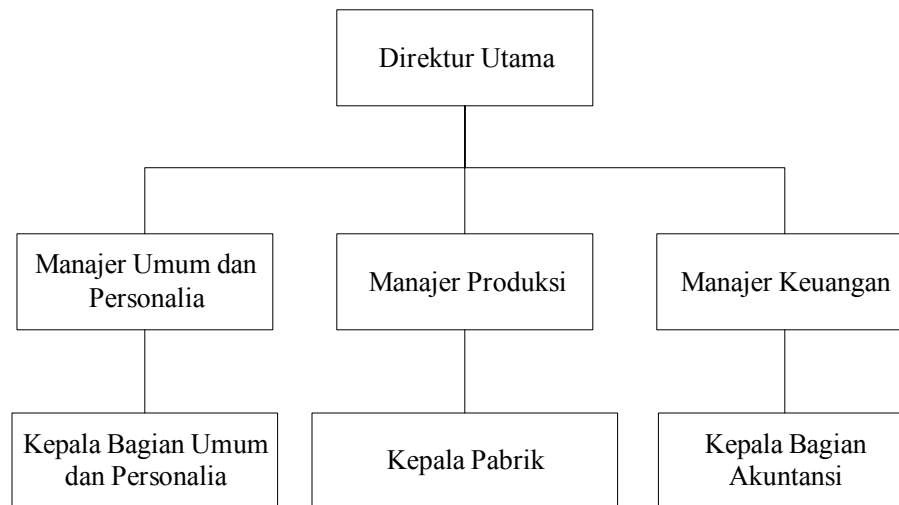 Direktur Utama
Manajer Umum dan
Personalia
Manajer Produksi
Manajer Keuangan
Kepala Bagian Umum
dan Personalia
Kepala Pabrik
Kepala Bagian
Akuntansi